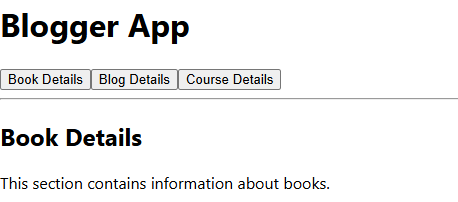 Blogger App
Book Details Blog Details Course Details
Book Details
This section contains information about books.